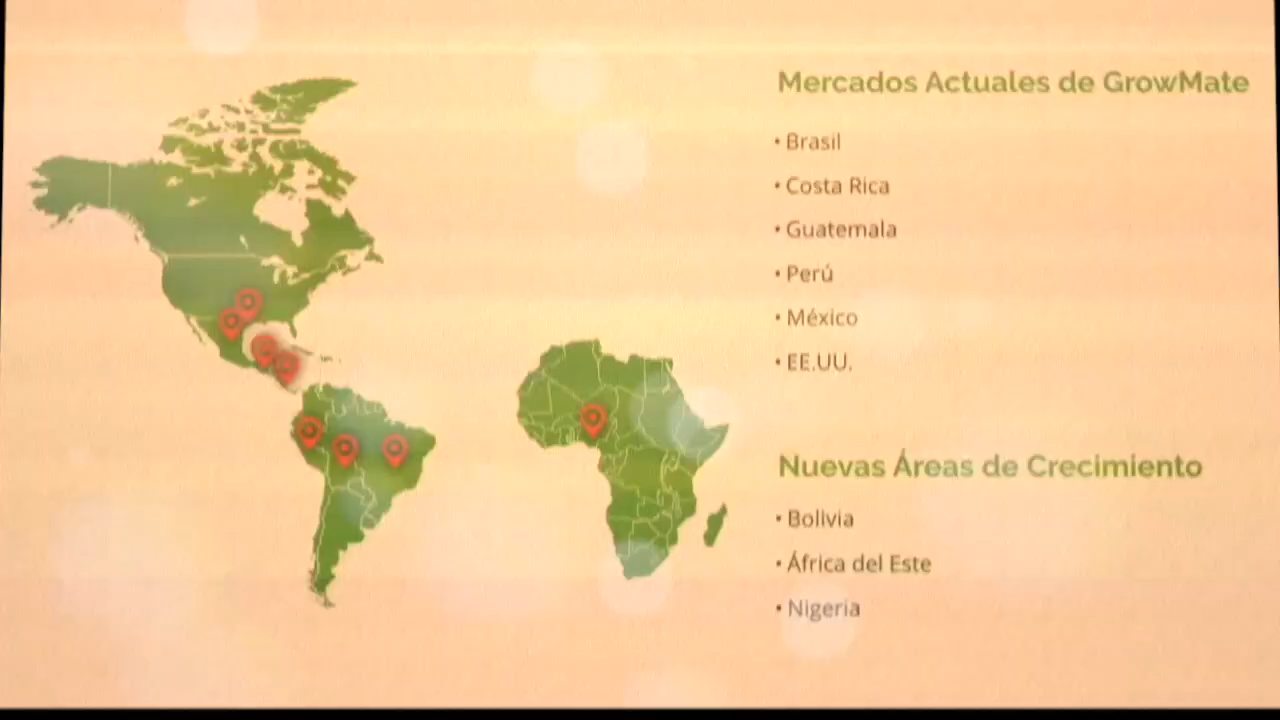 Mercados Actuales de GrowMate
• Brasil
• Costa Rica
• Guatemala
• Perú
• México
• EE.UU.
Nuevas Áreas de Crecimiento
• Bolivia
• África del Este
• Nigeria